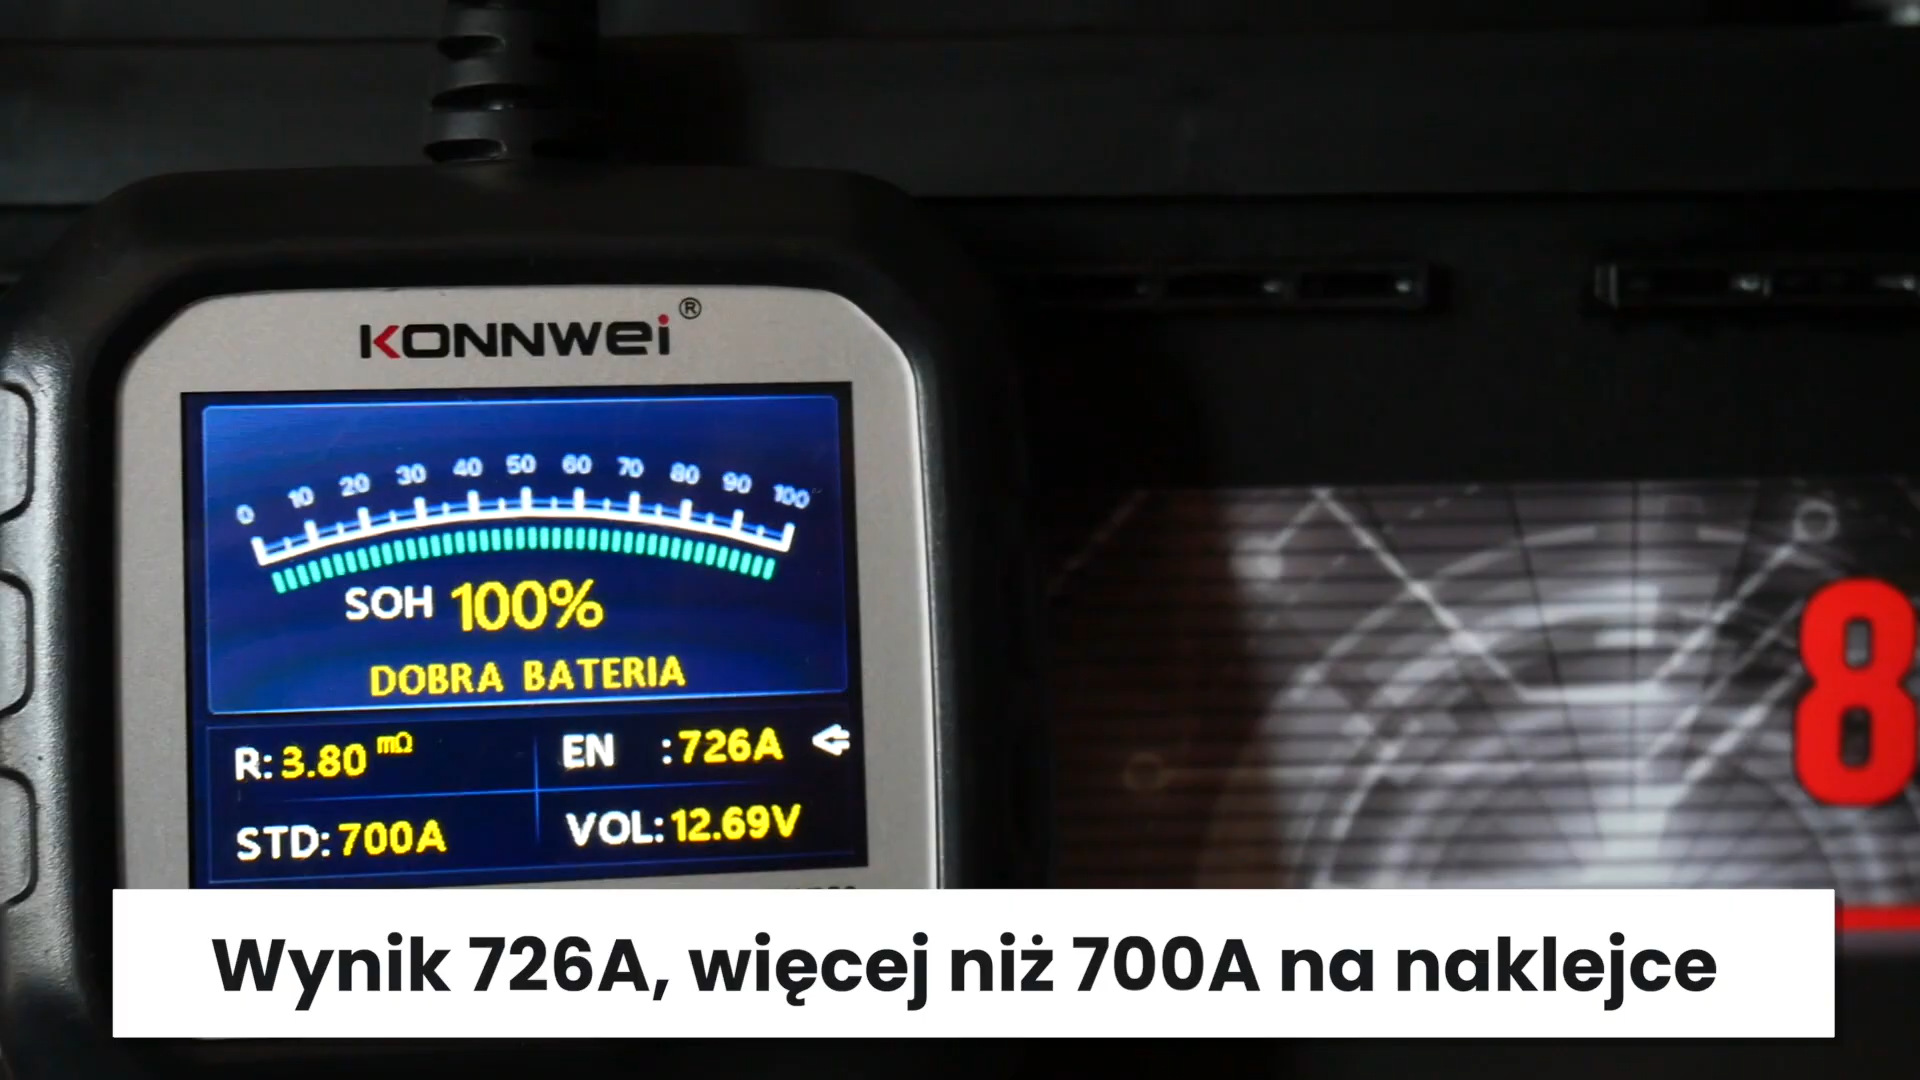 KONNWEI®
0 10 20 30 40 50 60 70 80 90 100
SOH 100%
DOBRA BATERIA
R: 3.80 mΩ
EN : 726A
STD: 700A
VOL: 12.69V
8
Wynik 726A, więcej niż 700A na naklejce